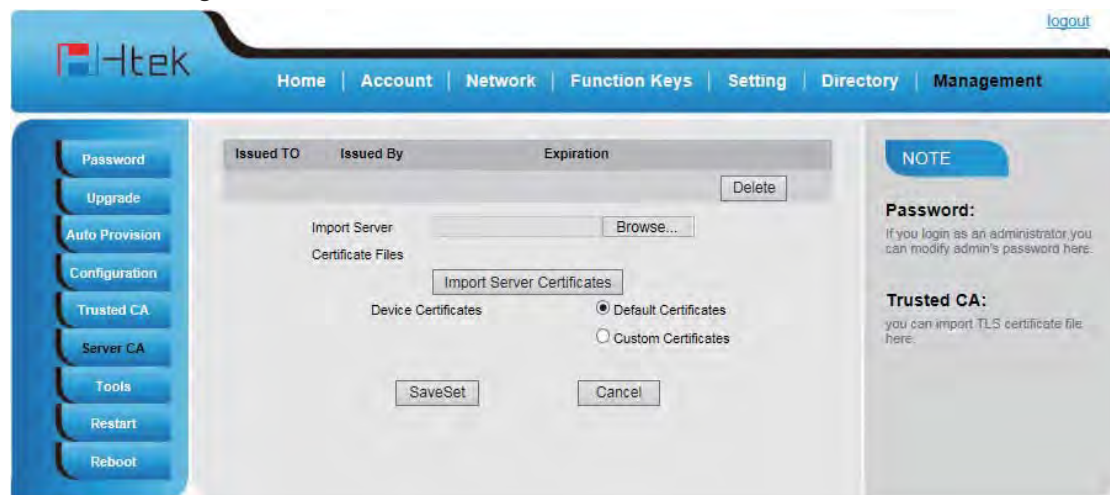 logout
Htek
Home | Account | Network | Function Keys | Setting | Directory | Management
Password
Upgrade
Auto Provision
Configuration
Trusted CA
Server CA
Tools
Restart
Reboot
Issued TO Issued By Expiration
Delete
Import Server Browse...
Certificate Files
Import Server Certificates
Device Certificates Default Certificates
Custom Certificates
SaveSet Cancel
NOTE
Password:
If you login as an administrator,you
can modify admin's password here.
Trusted CA:
you can import TLS certificate file
here.